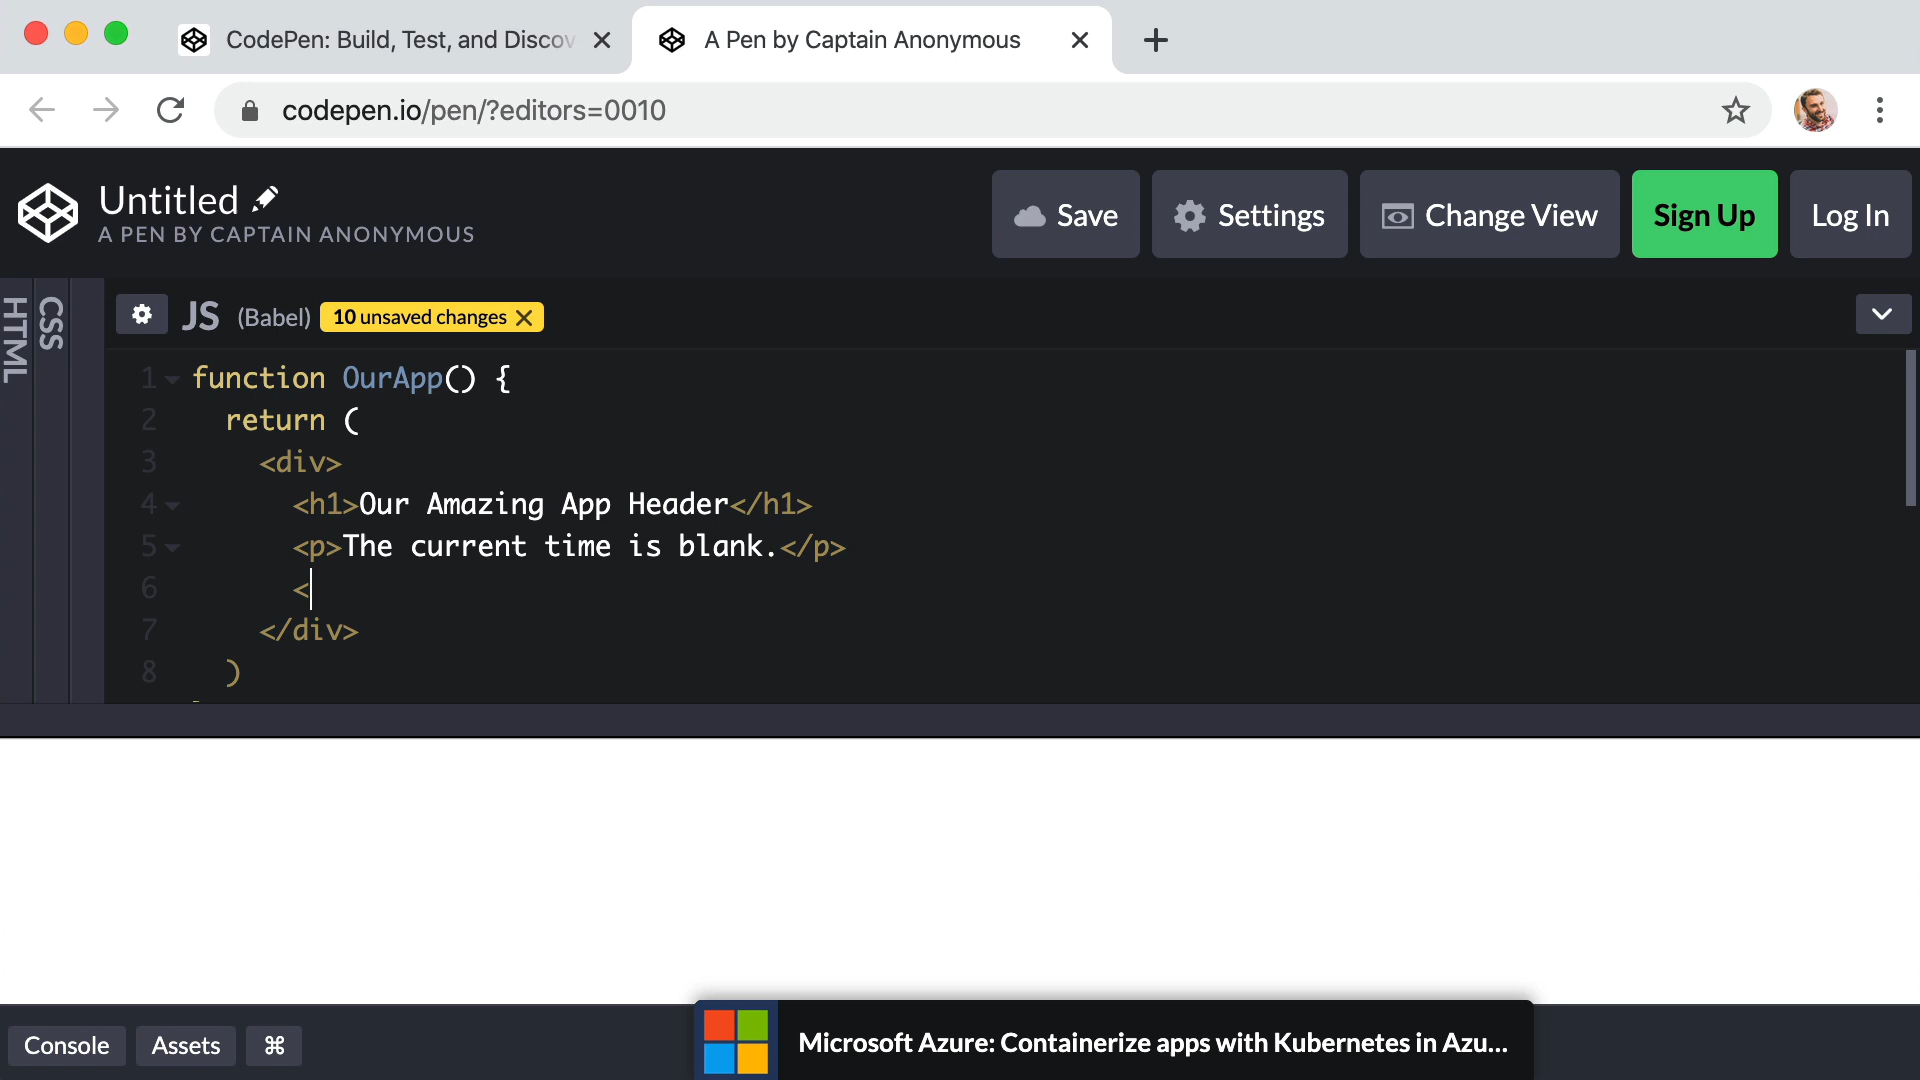 CodePen: Build, Test, and Discov
A Pen by Captain Anonymous
codepen.io/pen/?editors=0010
Untitled
A PEN BY CAPTAIN ANONYMOUS
Save
Settings
Change View
Sign Up
Log In
HTML
CSS
JS (Babel) 10 unsaved changes
1 function OurApp() {
2 return (
3 <div>
4 <h1>Our Amazing App Header</h1>
5 <p>The current time is blank.</p>
6 <
7 </div>
8 )
Console
Assets
⌘
Microsoft Azure: Containerize apps with Kubernetes in Azu...